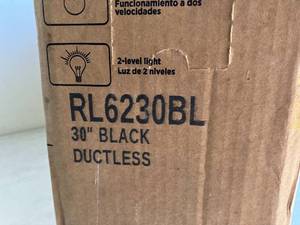 Funcionamiento a dos
velocidades
2-level light
Luz de 2 niveles
RL6230BL
30" BLACK
DUCTLESS